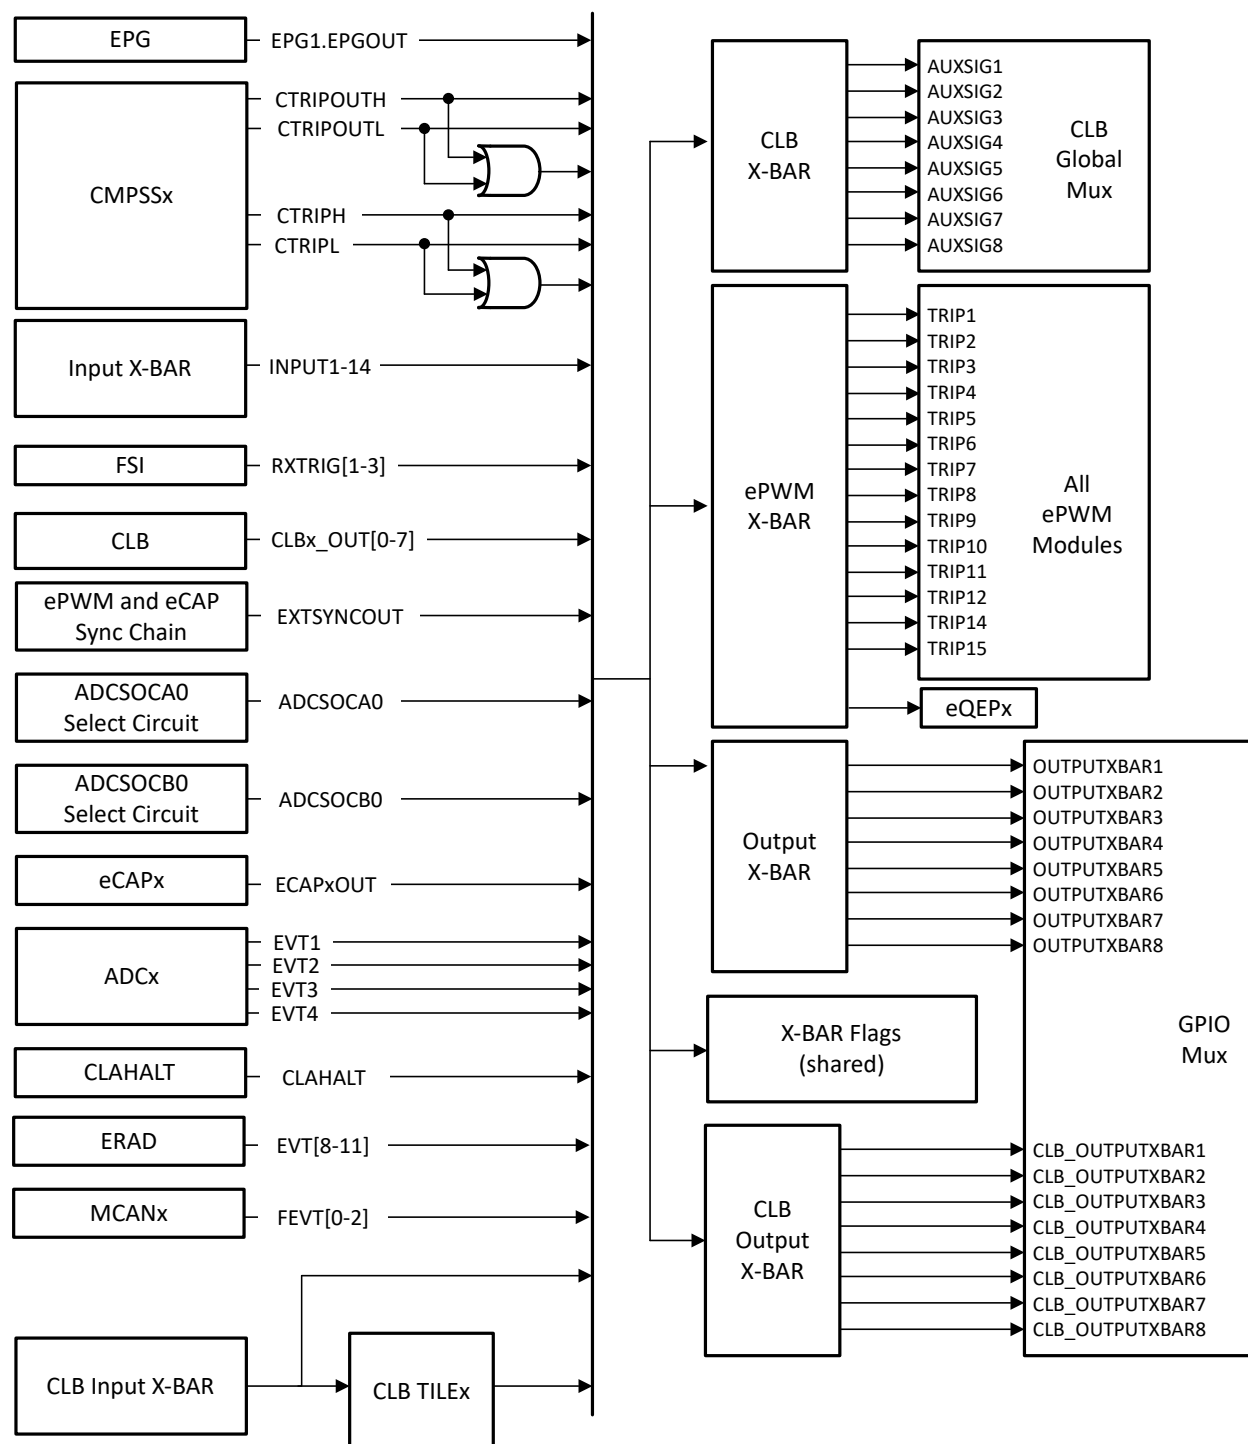 EPG
EPG1.EPGOUT
CMPSSx
CTRIPOUTH
CTRIPOUTL
CTRIPH
CTRIPL
Input X-BAR
INPUT1-14
FSI
RXTRIG[1-3]
CLB
CLBx_OUT[0-7]
ePWM and eCAP
Sync Chain
EXTSYNCOUT
ADCSOCA0
Select Circuit
ADCSOCA0
ADCSOCB0
Select Circuit
ADCSOCB0
eCAPx
ECAPxOUT
ADCx
EVT1
EVT2
EVT3
EVT4
CLAHALT
CLAHALT
ERAD
EVT[8-11]
MCANx
FEVT[0-2]
CLB Input X-BAR
CLB TILEx
CLB
X-BAR
AUXSIG1
AUXSIG2
AUXSIG3
AUXSIG4
AUXSIG5
AUXSIG6
AUXSIG7
AUXSIG8
CLB
Global
Mux
ePWM
X-BAR
TRIP1
TRIP2
TRIP3
TRIP4
TRIP5
TRIP6
TRIP7
TRIP8
TRIP9
TRIP10
TRIP11
TRIP12
TRIP14
TRIP15
All
ePWM
Modules
eQEPx
Output
X-BAR
OUTPUTXBAR1
OUTPUTXBAR2
OUTPUTXBAR3
OUTPUTXBAR4
OUTPUTXBAR5
OUTPUTXBAR6
OUTPUTXBAR7
OUTPUTXBAR8
X-BAR Flags
(shared)
GPIO
Mux
CLB
Output
X-BAR
CLB_OUTPUTXBAR1
CLB_OUTPUTXBAR2
CLB_OUTPUTXBAR3
CLB_OUTPUTXBAR4
CLB_OUTPUTXBAR5
CLB_OUTPUTXBAR6
CLB_OUTPUTXBAR7
CLB_OUTPUTXBAR8